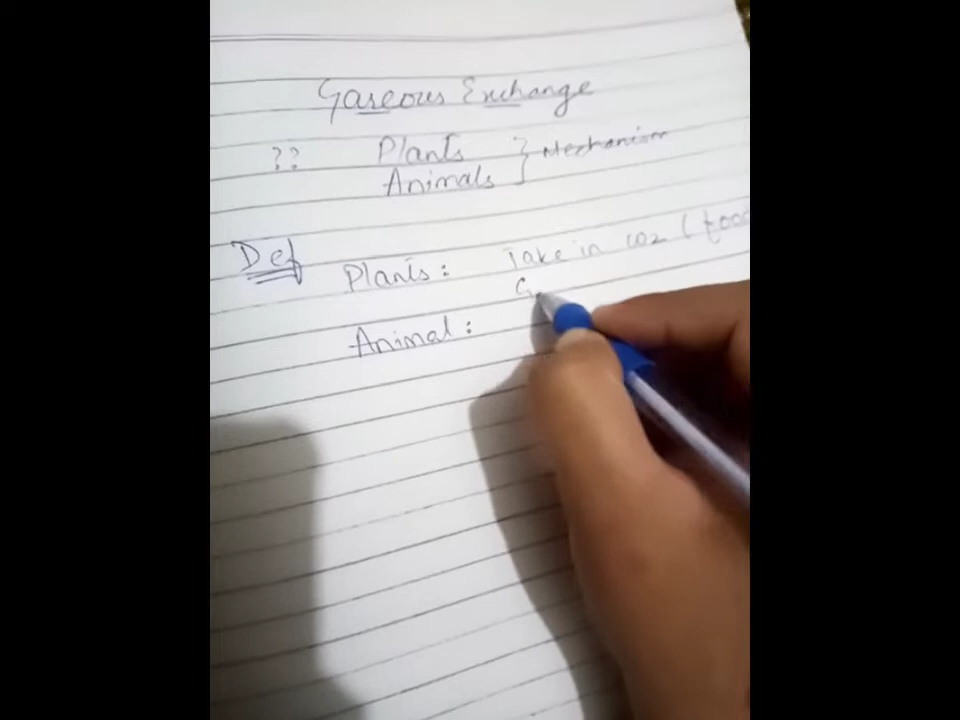 Gaseous Exchange
?? Plants } Mechanism
Animals
Def
Plants: Take in CO2 (food
G
Animal: